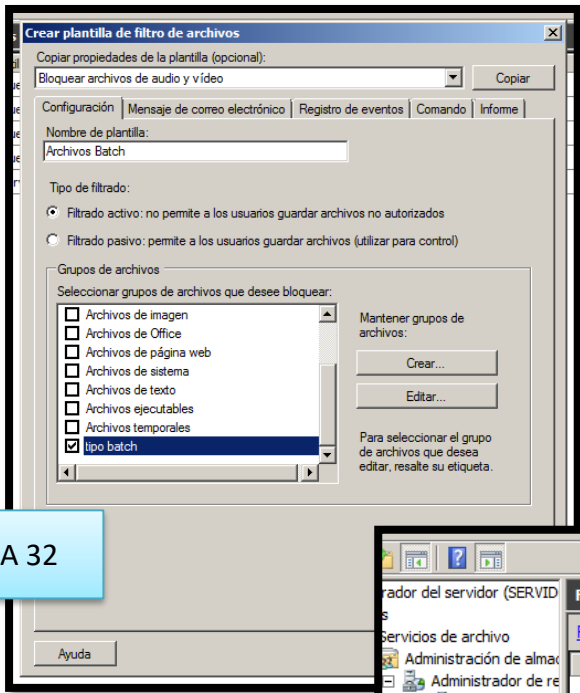 Crear plantilla de filtro de archivos
Copiar propiedades de la plantilla (opcional):
Bloquear archivos de audio y vídeo
Copiar
Configuración
Mensaje de correo electrónico
Registro de eventos
Comando
Informe
Nombre de plantilla:
Archivos Batch
Tipo de filtrado:
Filtrado activo: no permite a los usuarios guardar archivos no autorizados
Filtrado pasivo: permite a los usuarios guardar archivos (utilizar para control)
Grupos de archivos
Seleccionar grupos de archivos que desee bloquear:
Archivos de imagen
Archivos de Office
Archivos de página web
Archivos de sistema
Archivos de texto
Archivos ejecutables
Archivos temporales
tipo batch
Mantener grupos de
archivos:
Crear...
Editar...
Para seleccionar el grupo
de archivos que desea
editar, resalte su etiqueta.
A 32
Ayuda
rador del servidor (SERVID
s
Servicios de archivo
Administración de almac
Administrador de re